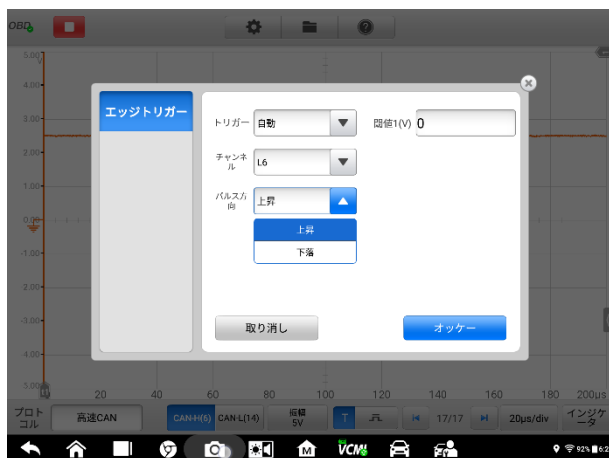 OBD
5.00
4.00
エッジトリガー
トリガー 自動 閾値1(V) 0
3.00
2.00
チャンネ
ル
L6
1.00
パルス方
向
上昇
0.00
上昇
下落
-1.00
-2.00
-3.00
取り消し オッケー
-4.00
5.00
20 40 60 80 100 120 140 160 180 200μs
プロト
コル
高速CAN
CAN-H(6) CAN-L(14)
振幅
5V
T
17/17
20μs/div
インジケ
ータ
M VCMI
92%